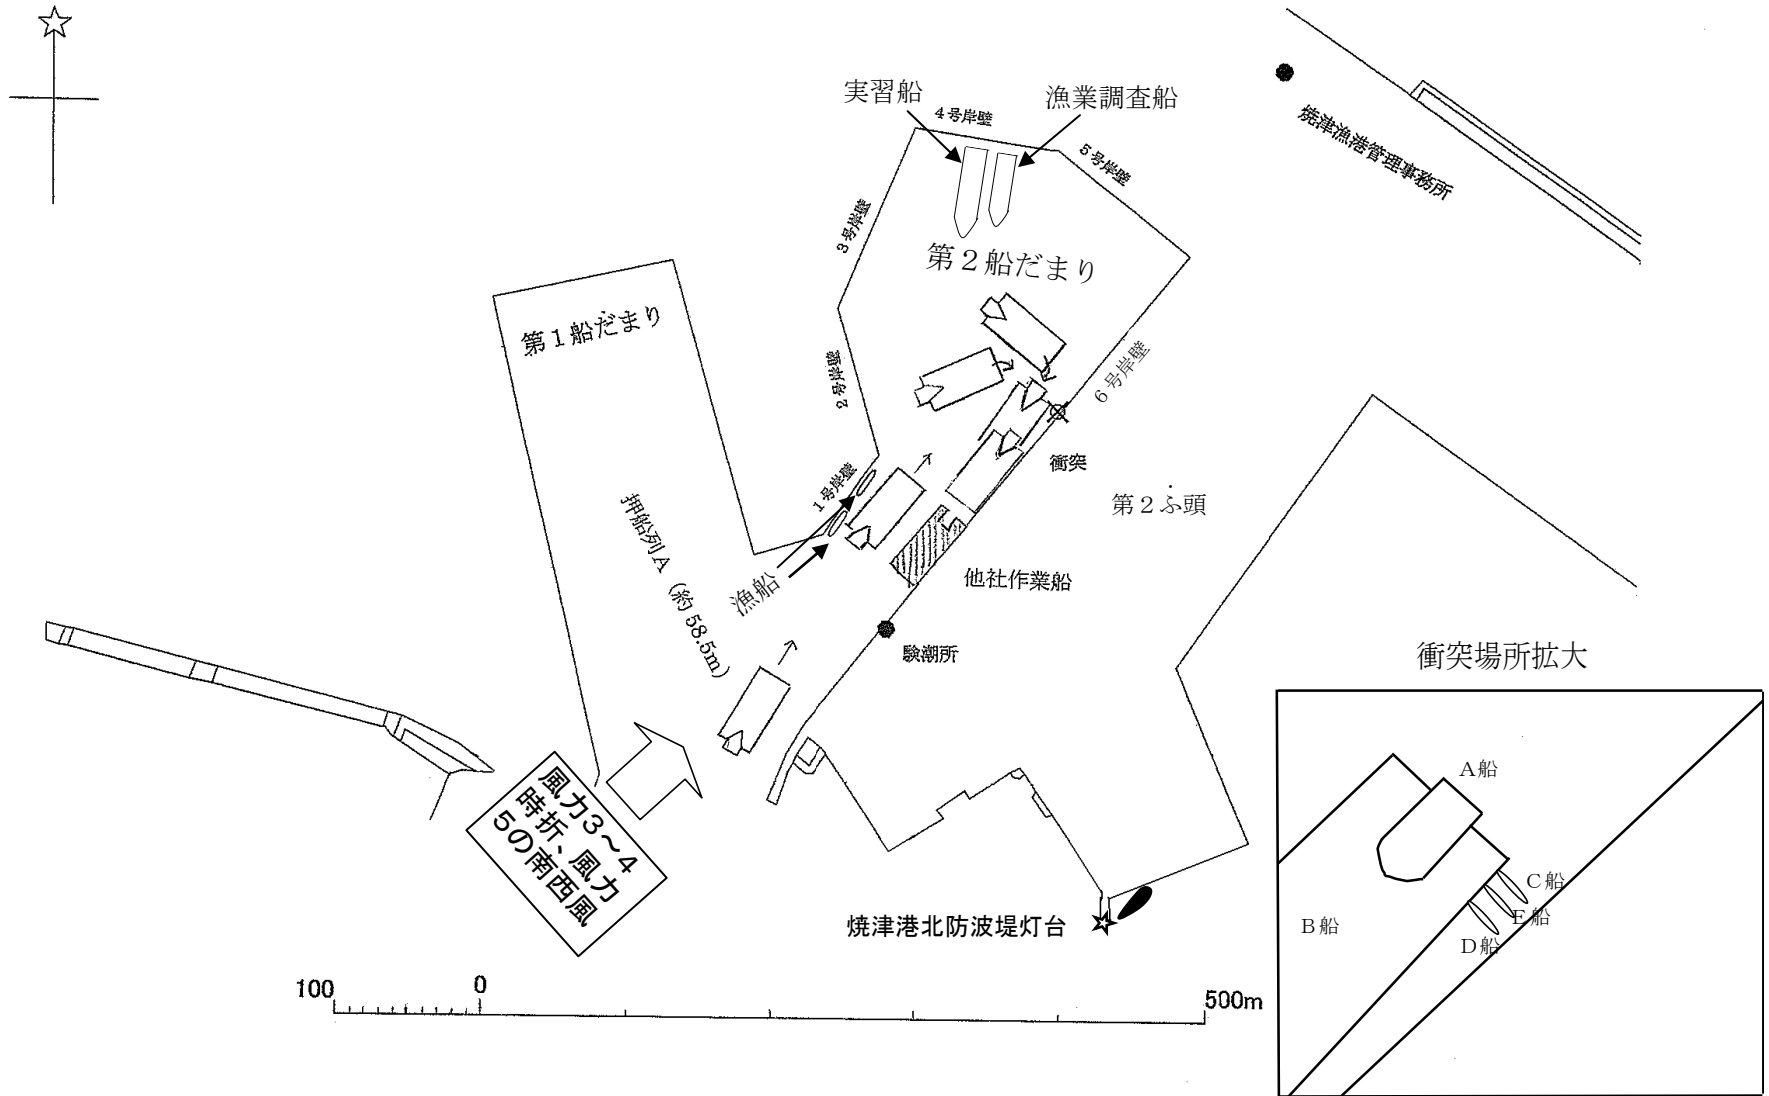 実習船
漁業調査船
4号岸壁
5号岸壁
焼津漁港管理事務所
3号岸壁
第2船だまり
第1船だまり
2号岸壁
6号岸壁
衝突
1号岸壁
第2ふ頭
押船列A（約58.5m）
漁船
他社作業船
験潮所
衝突場所拡大
風力3～4
時折、風力
5の南西風
A船
C船
E船
B船
D船
焼津港北防波堤灯台
100
0
500m